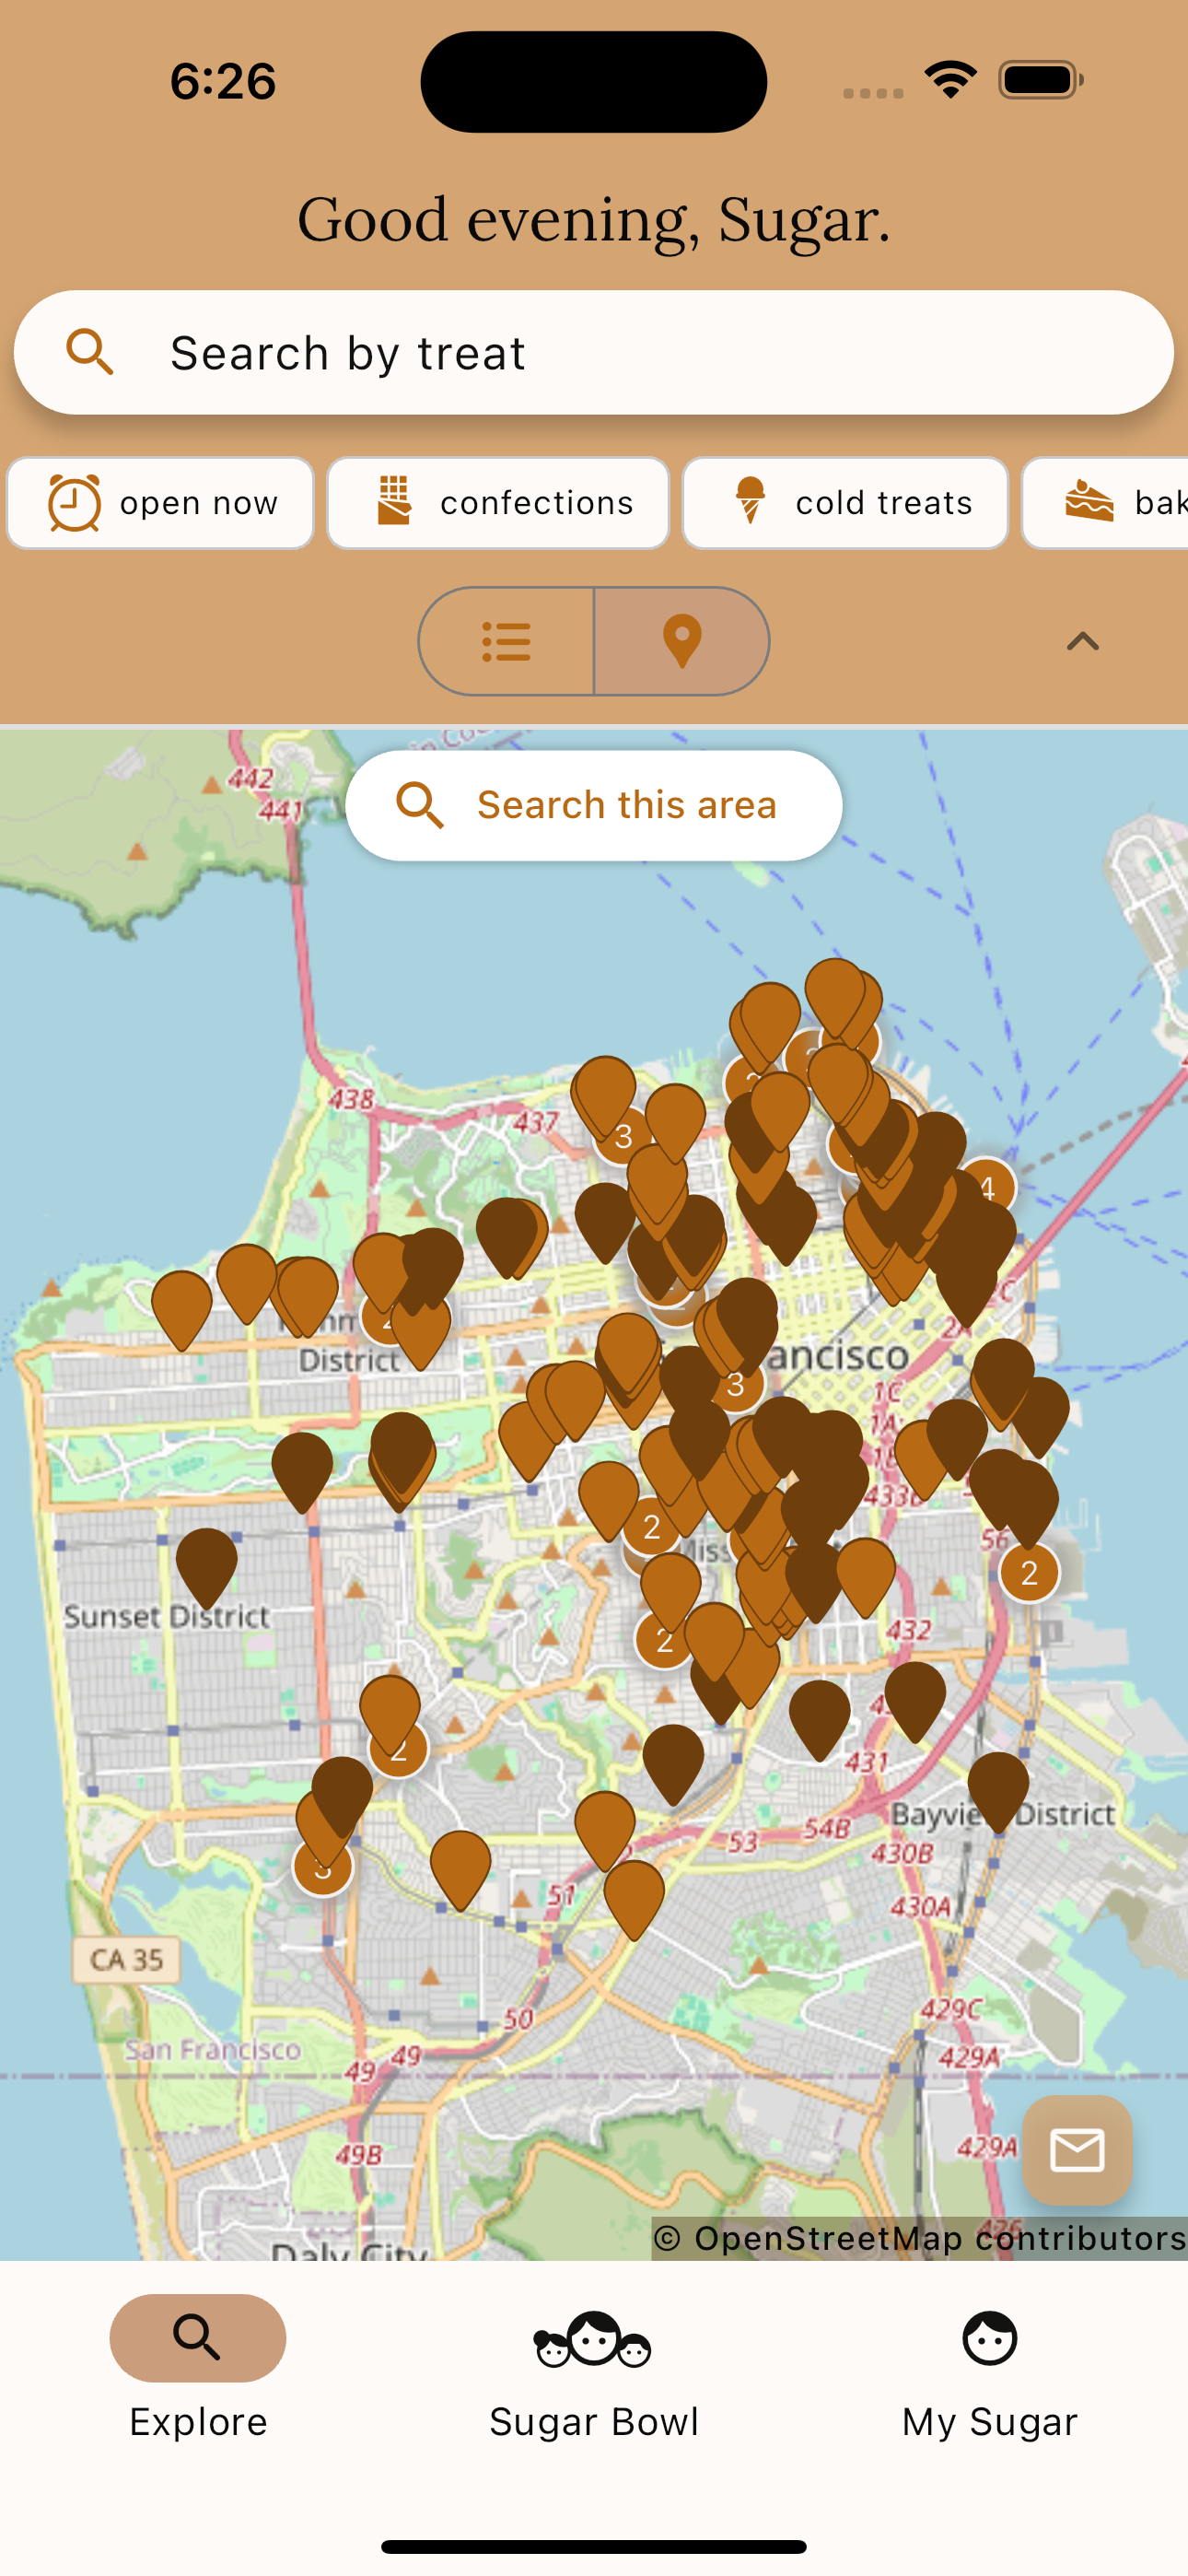 6:26
Good evening, Sugar.
Search by treat
open now
confections
cold treats
bak
Search this area
442
441
438
437
3
4
2A
District
ancisco
3
1C
1A
433B
2
56
2
Sunset District
2
432
2
431
Bayview District
54B
53
430B
3
51
430A
CA 35
50
429C
San Francisco
49
49
429A
49B
429A
Daly City
© OpenStreetMap contributors
Explore
Sugar Bowl
My Sugar